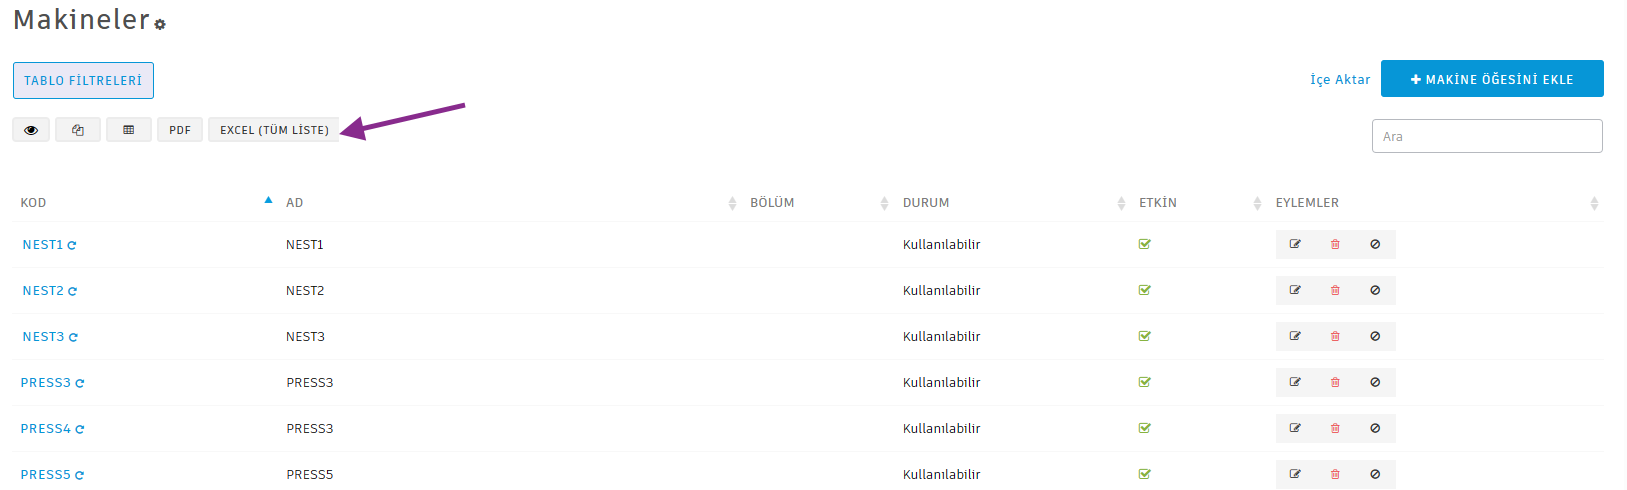 Makineler
TABLO FİLTRELERİ
İçe Aktar
MAKİNE ÖĞESİNİ EKLE
PDF
EXCEL (TÜM LİSTE)
Ara
KOD AD BÖLÜM DURUM ETKİN EYLEMLER
NEST1 NEST1 Kullanılabilir
NEST2 NEST2 Kullanılabilir
NEST3 NEST3 Kullanılabilir
PRESS3 PRESS3 Kullanılabilir
PRESS4 PRESS3 Kullanılabilir
PRESS5 PRESS5 Kullanılabilir